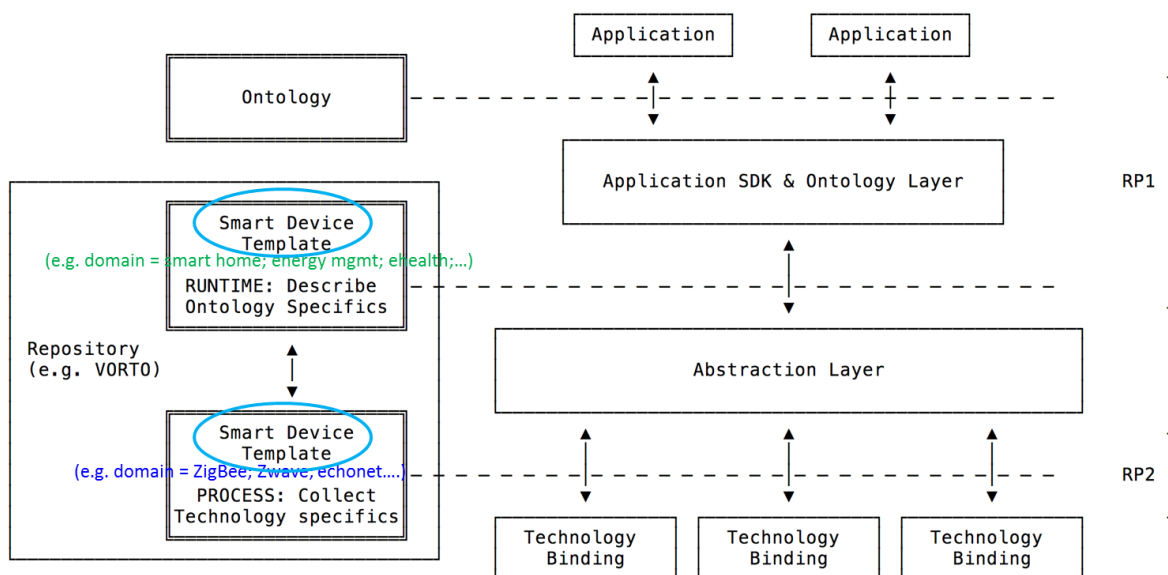 Application
Application
Ontology
Application SDK & Ontology Layer
RP1
Smart Device
Template
(e.g. domain = smart home; energy mgmt; ehealth;...)
RUNTIME: Describe
Ontology Specifics
Repository
(e.g. VORTO)
Abstraction Layer
Smart Device
Template
(e.g. domain = ZigBee; Zwave, echonet....)
PROCESS: Collect
Technology specifics
RP2
Technology
Binding
Technology
Binding
Technology
Binding